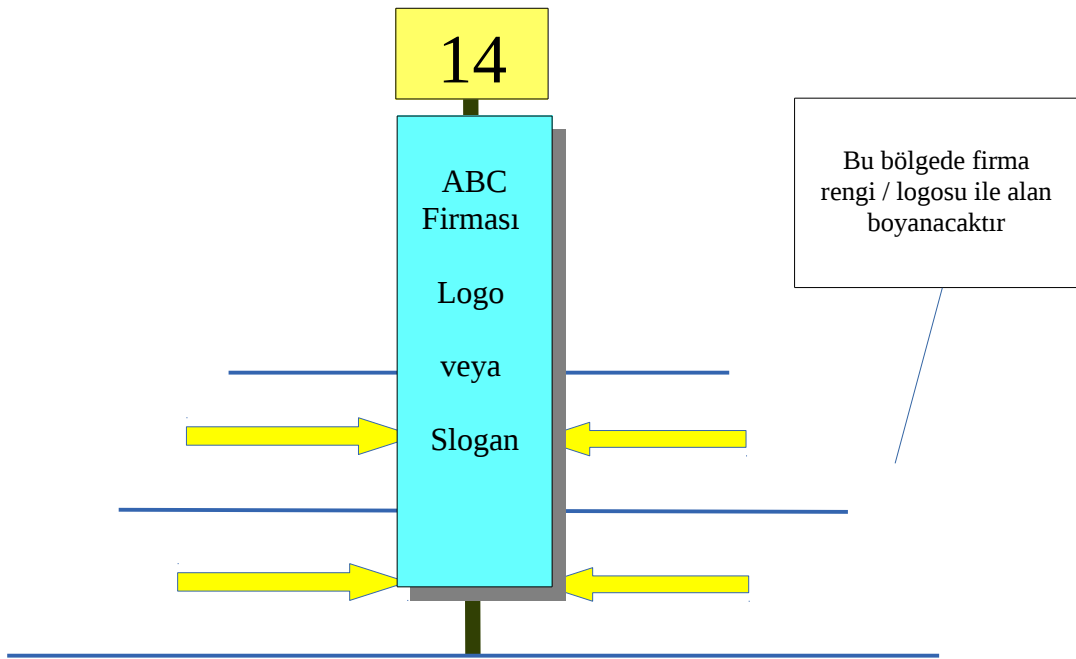 14
ABC
Firması
Logo
veya
Slogan
Bu bölgede firma
rengi / logosu ile alan
boyanacaktır